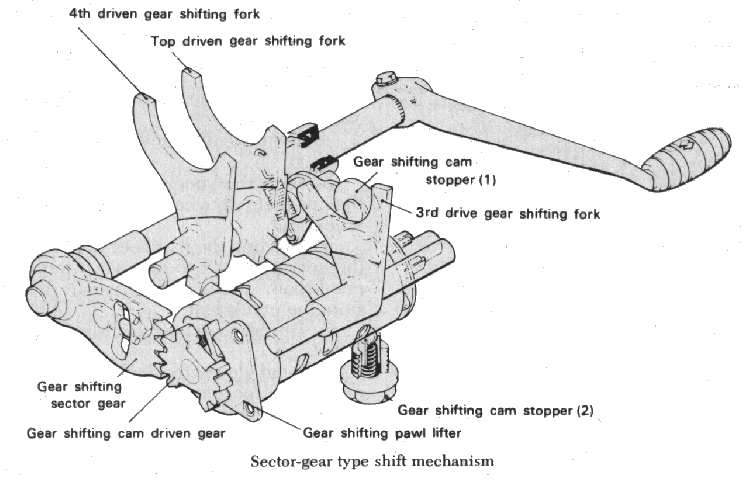 4th driven gear shifting fork
Top driven gear shifting fork
Gear shifting cam
stopper (1)
3rd drive gear shifting fork
Gear shifting
sector gear
Gear shifting cam stopper (2)
Gear shifting cam driven gear
Gear shifting pawl lifter
Sector-gear type shift mechanism